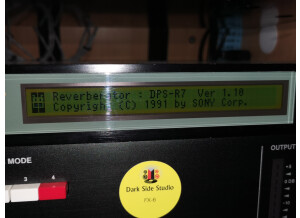 Reverberator : DPS-R7 Ver 1.10
Copyright (C) 1991 by SONY Corp.
MODE
3 4
OUTPUT
Dark Side Studio